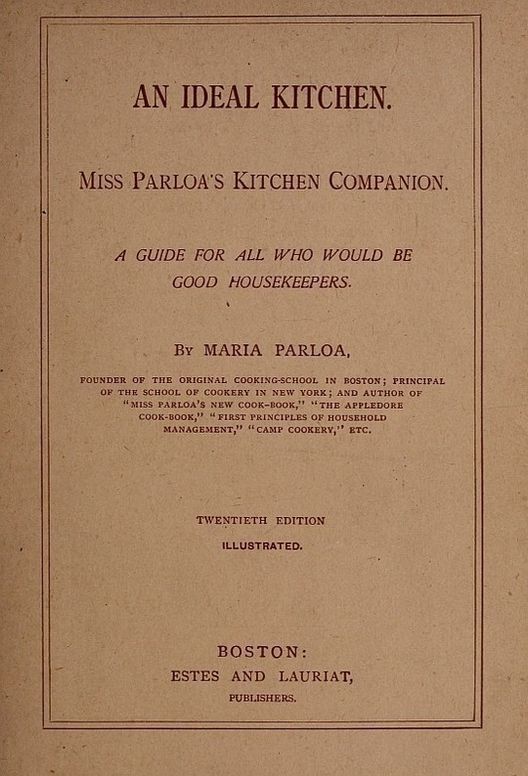 AN IDEAL KITCHEN.
MISS PARLOA'S KITCHEN COMPANION.
A GUIDE FOR ALL WHO WOULD BE
GOOD HOUSEKEEPERS.
BY MARIA PARLOA,
FOUNDER OF THE ORIGINAL COOKING-SCHOOL IN BOSTON; PRINCIPAL
OF THE SCHOOL OF COOKERY IN NEW YORK; AND AUTHOR OF
"MISS PARLOA'S NEW COOK-BOOK," "THE APPLEDORE
COOK-BOOK," "FIRST PRINCIPLES OF HOUSEHOLD
MANAGEMENT," "CAMP COOKERY," ETC.
TWENTIETH EDITION
ILLUSTRATED.
BOSTON:
ESTES AND LAURIAT,
PUBLISHERS.